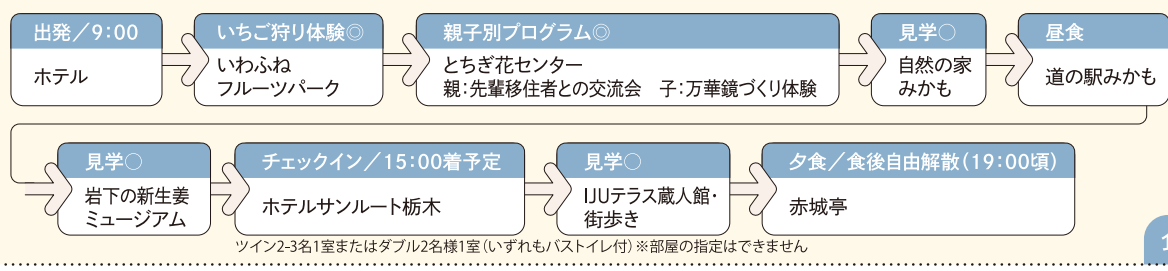 出発／9：00
ホテル
いちご狩り体験◎
いわふね
フルーツパーク
親子別プログラム◎
とちぎ花センター
親：先輩移住者との交流会　子：万華鏡づくり体験
見学○
自然の家
みかも
昼食
道の駅みかも
見学○
岩下の新生姜
ミュージアム
チェックイン／15：00着予定
ホテルサンルート栃木
ツイン2-3名1室またはダブル2名様1室（いずれもバストイレ付）※部屋の指定はできません
見学○
IJUテラス蔵人館・
街歩き
夕食／食後自由解散（19：00頃）
赤城亭
1